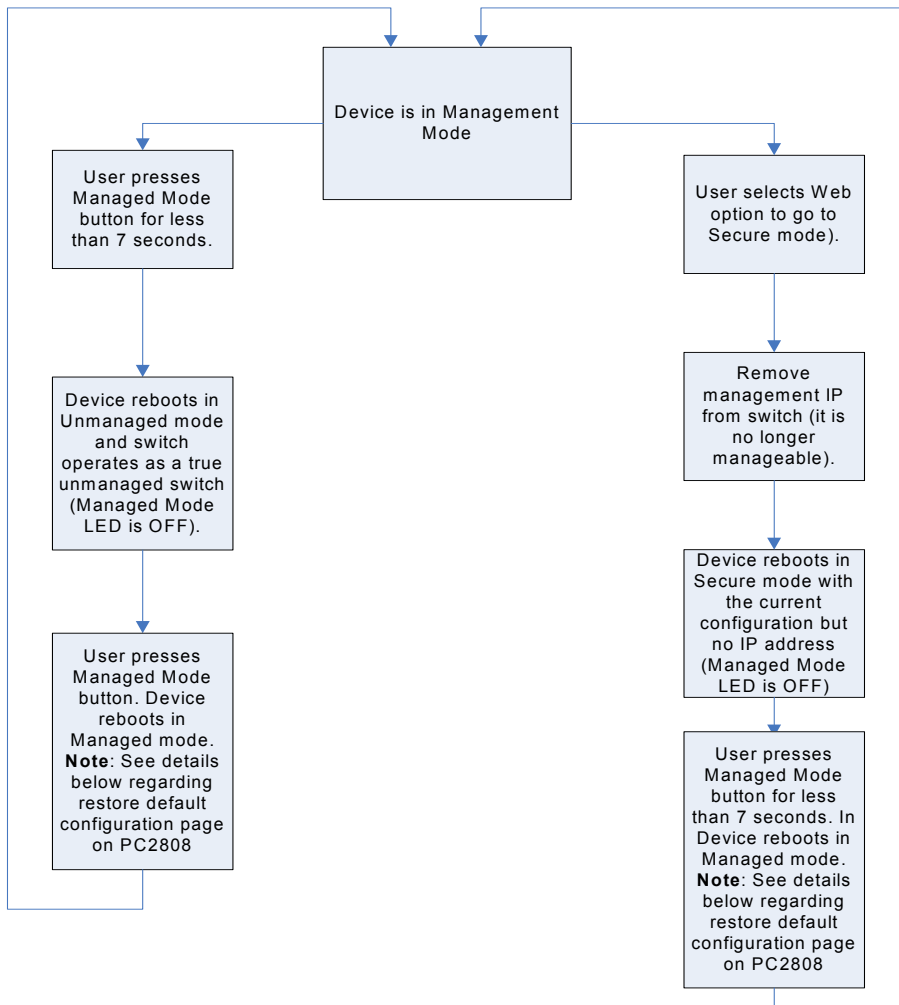 Device is in Management
Mode
User presses
Managed Mode
button for less
than 7 seconds.
Device reboots in
Unmanaged mode
and switch
operates as a true
unmanaged switch
(Managed Mode
LED is OFF).
User presses
Managed Mode
button. Device
reboots in
Managed mode.
Note: See details
below regarding
restore default
configuration page
on PC2808
User selects Web
option to go to
Secure mode).
Remove
management IP
from switch (it is
no longer
manageable).
Device reboots in
Secure mode with
the current
configuration but
no IP address
(Managed Mode
LED is OFF)
User presses
Managed Mode
button for less
than 7 seconds. In
Device reboots in
Managed mode.
Note: See details
below regarding
restore default
configuration page
on PC2808